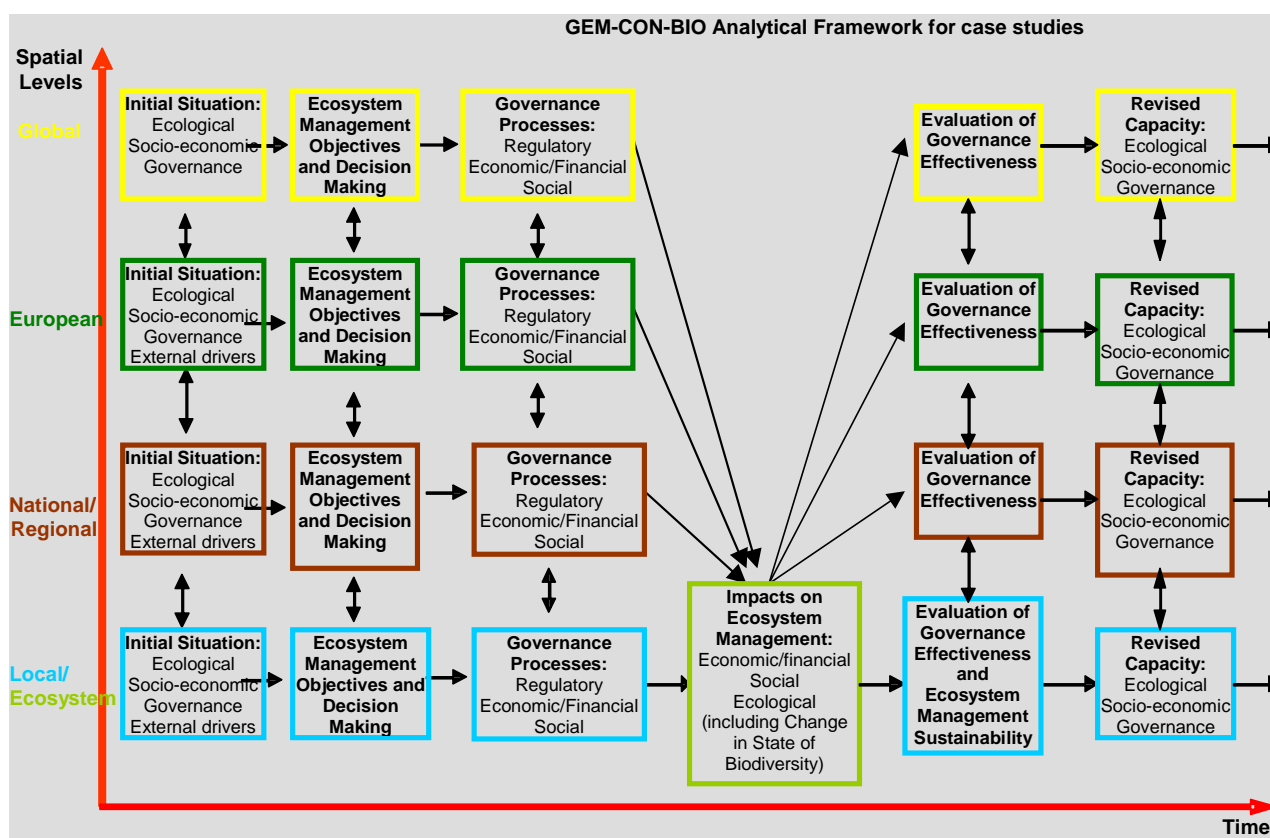 GEM-CON-BIO Analytical Framework for case studies
Spatial
Levels
Global
Initial Situation:
Ecological
Socio-economic
Governance
Ecosystem
Management
Objectives
and Decision
Making
Governance
Processes:
Regulatory
Economic/Financial
Social
Evaluation of
Governance
Effectiveness
Revised
Capacity:
Ecological
Socio-economic
Governance
European
Initial Situation:
Ecological
Socio-economic
Governance
External drivers
Ecosystem
Management
Objectives
and Decision
Making
Governance
Processes:
Regulatory
Economic/Financial
Social
Evaluation of
Governance
Effectiveness
Revised
Capacity:
Ecological
Socio-economic
Governance
National/
Regional
Initial Situation:
Ecological
Socio-economic
Governance
External drivers
Ecosystem
Management
Objectives
and Decision
Making
Governance
Processes:
Regulatory
Economic/Financial
Social
Evaluation of
Governance
Effectiveness
Revised
Capacity:
Ecological
Socio-economic
Governance
Local/
Ecosystem
Initial Situation:
Ecological
Socio-economic
Governance
External drivers
Ecosystem
Management
Objectives and
Decision
Making
Governance
Processes:
Regulatory
Economic/Financial
Social
Impacts on
Ecosystem
Management:
Economic/financial
Social
Ecological
(including Change
in State of
Biodiversity)
Evaluation of
Governance
Effectiveness
and
Ecosystem
Management
Sustainability
Revised
Capacity:
Ecological
Socio-economic
Governance
Time